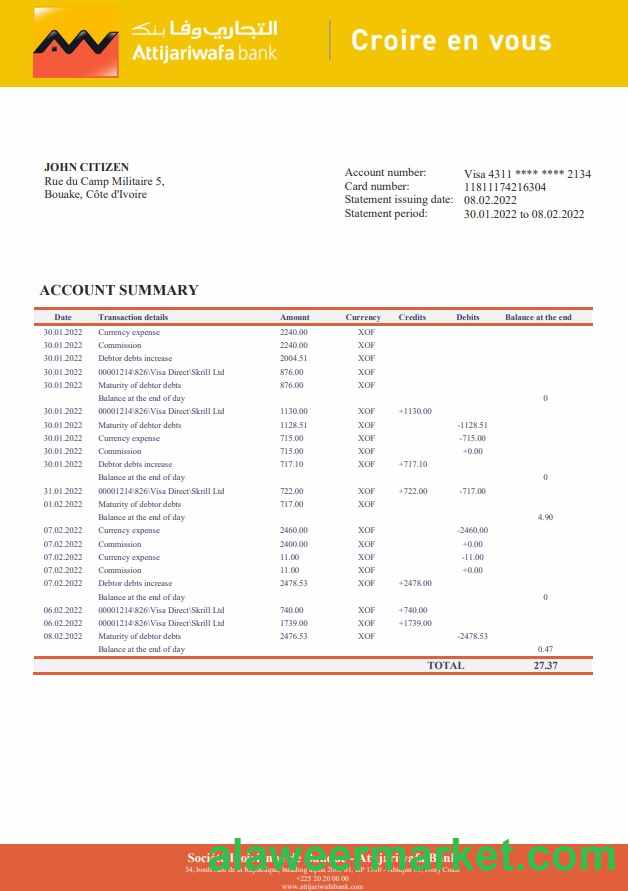 التجاري وفا بنك
Attijariwafa bank
Croire en vous
JOHN CITIZEN
Rue du Camp Militaire 5,
Bouake, Côte d'Ivoire
Account number: Visa 4311 **** **** 2134
Card number: 11811174216304
Statement issuing date: 08.02.2022
Statement period: 30.01.2022 to 08.02.2022
ACCOUNT SUMMARY
Date Transaction details Amount Currency Credits Debits Balance at the end
30.01.2022 Currency expense 2240.00 XOF
30.01.2022 Commission 2240.00 XOF
30.01.2022 Debtor debts increase 2004.51 XOF
30.01.2022 00001214\826\Visa Direct\Skrill Ltd 876.00 XOF
30.01.2022 Maturity of debtor debts 876.00 XOF
Balance at the end of day 0
30.01.2022 00001214\826\Visa Direct\Skrill Ltd 1130.00 XOF +1130.00
30.01.2022 Maturity of debtor debts 1128.51 XOF -1128.51
30.01.2022 Currency expense 715.00 XOF -715.00
30.01.2022 Commission 715.00 XOF +0.00
30.01.2022 Debtor debts increase 717.10 XOF +717.10
Balance at the end of day 0
31.01.2022 00001214\826\Visa Direct\Skrill Ltd 722.00 XOF +722.00 -717.00
01.02.2022 Maturity of debtor debts 717.00 XOF
Balance at the end of day 4.90
07.02.2022 Currency expense 2460.00 XOF -2460,00
07.02.2022 Commission 2400.00 XOF +0.00
07.02.2022 Currency expense 11.00 XOF -11.00
07.02.2022 Commission 11.00 XOF +0.00
07.02.2022 Debtor debts increase 2478.53 XOF +2478.00
Balance at the end of day 0
06.02.2022 00001214\826\Visa Direct\Skrill Ltd 740.00 XOF +740.00
06.02.2022 00001214\826\Visa Direct\Skrill Ltd 1739.00 XOF +1739.00
08.02.2022 Maturity of debtor debts 2476.53 XOF -2478.53
Balance at the end of day 0.47
TOTAL 27.37
alaweermarket.com
+225 20 20 00 00
www.attijariwafabank.com